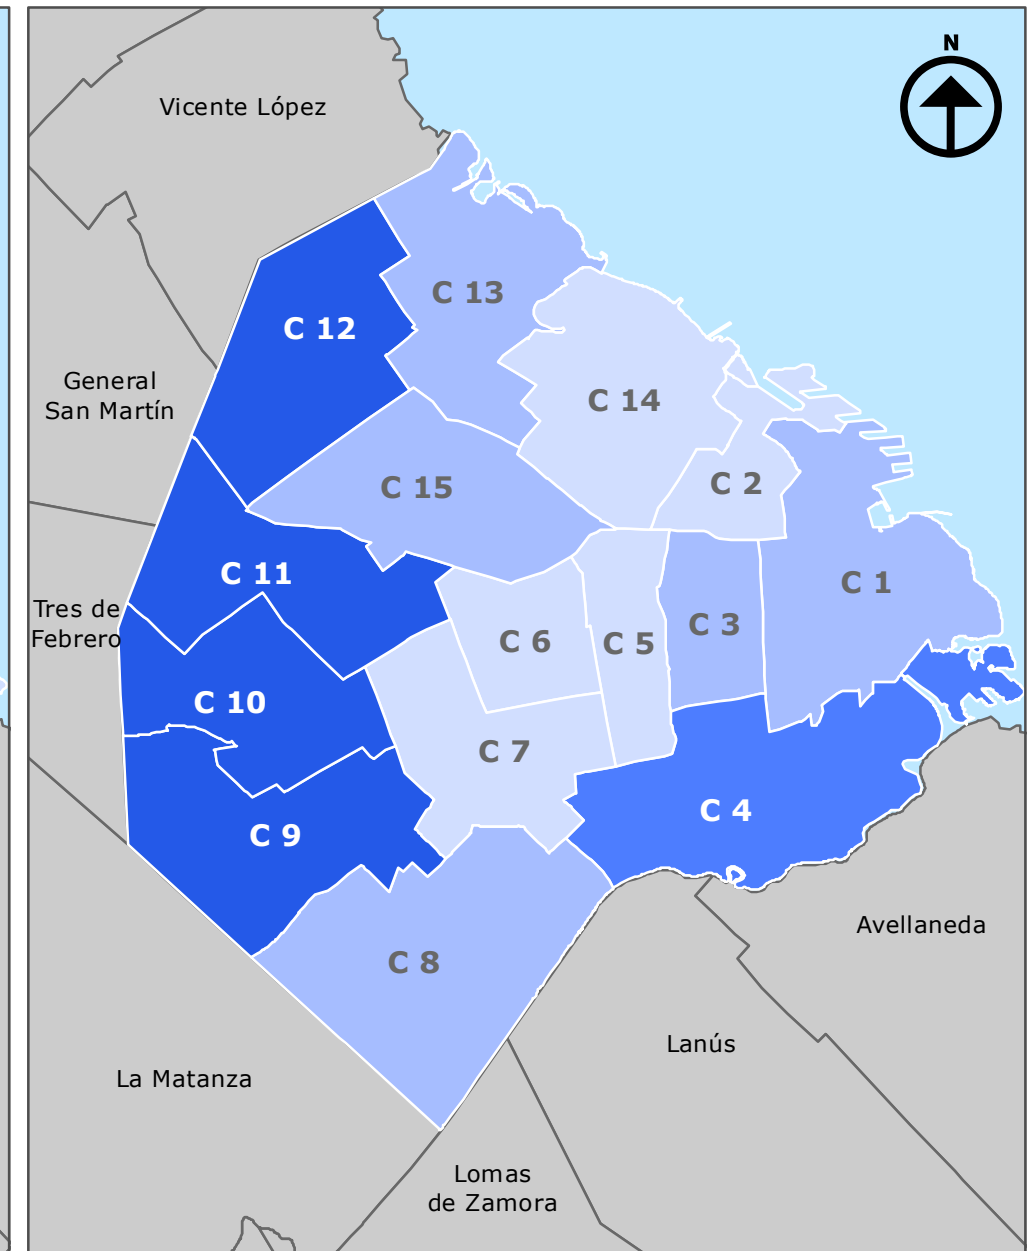 N
Vicente López
C 13
C 12
General
San Martín
C 14
C 15
C 2
C 11
C 1
Tres de
Febrero
C 3
C 6
C 5
C 10
C 7
C 4
C 9
Avellaneda
C 8
Lanús
La Matanza
Lomas
de Zamora